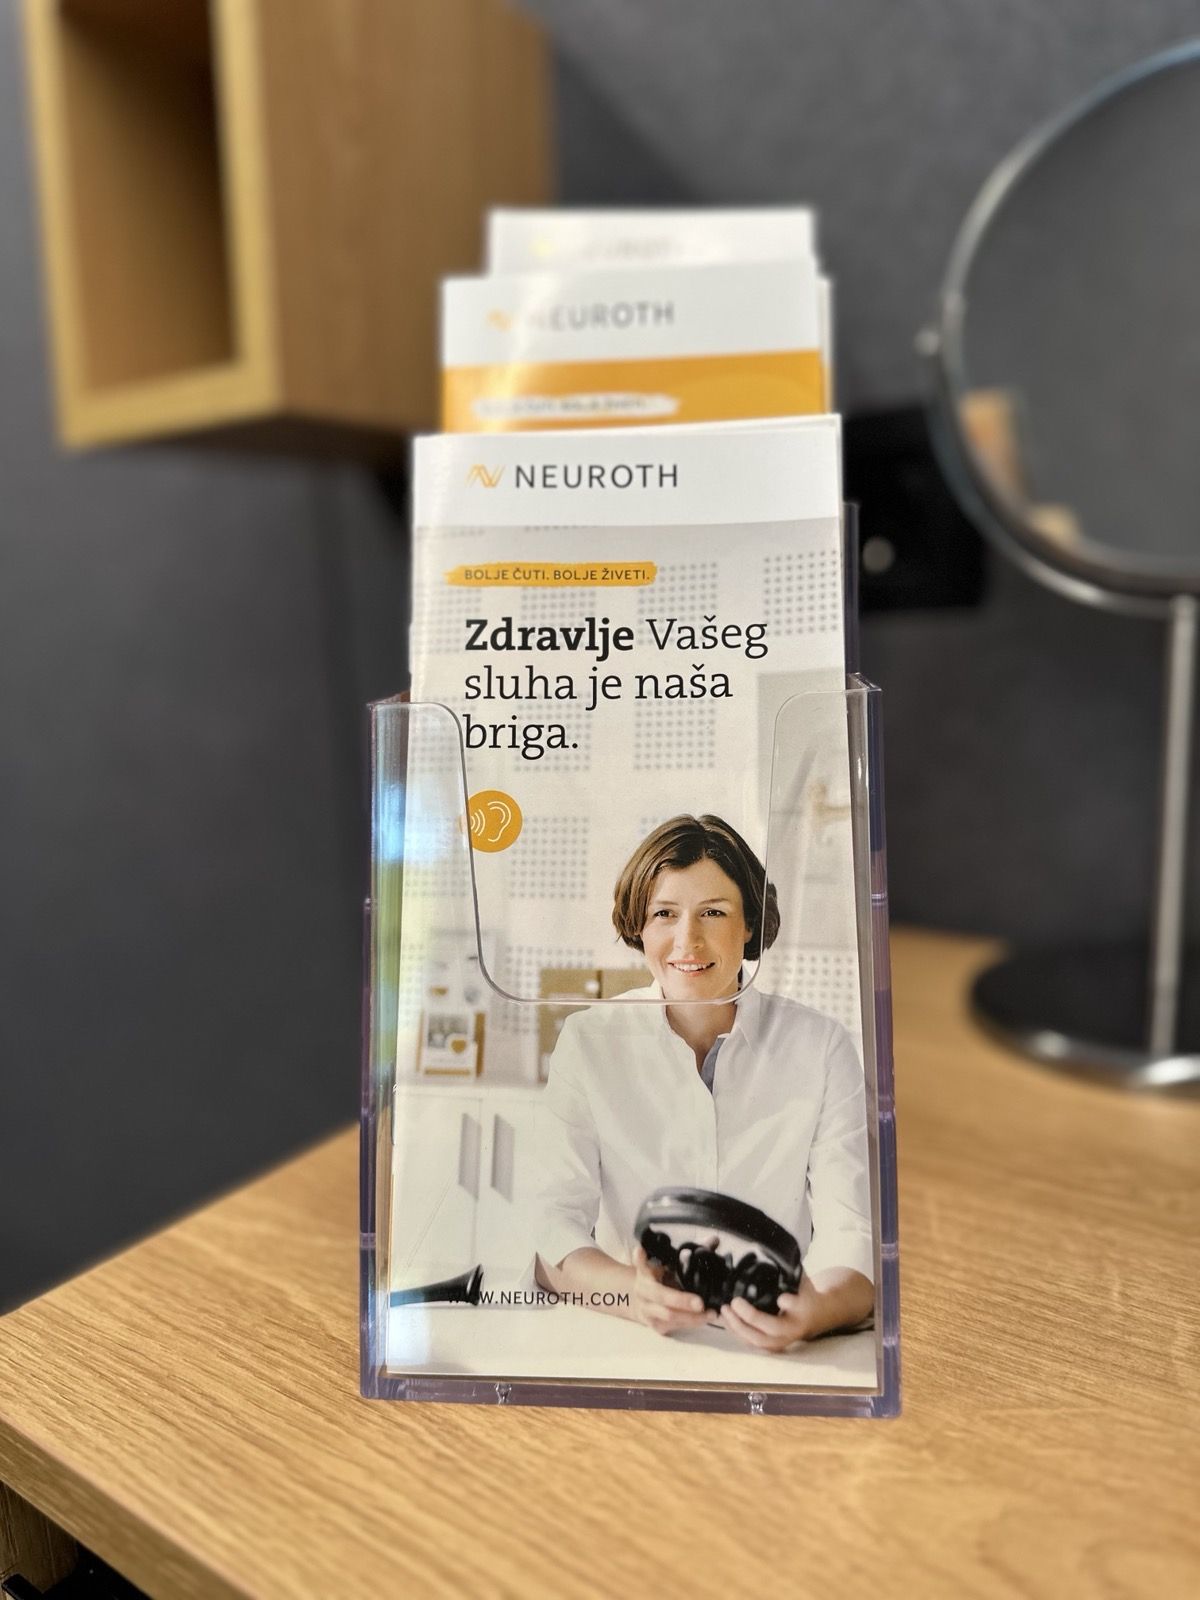 NEUROTH
NEUROTH
BOLJE ČUTI. BOLJE ŽIVETI.
Zdravlje Vašeg
sluha je naša
briga.
WWW.NEUROTH.COM